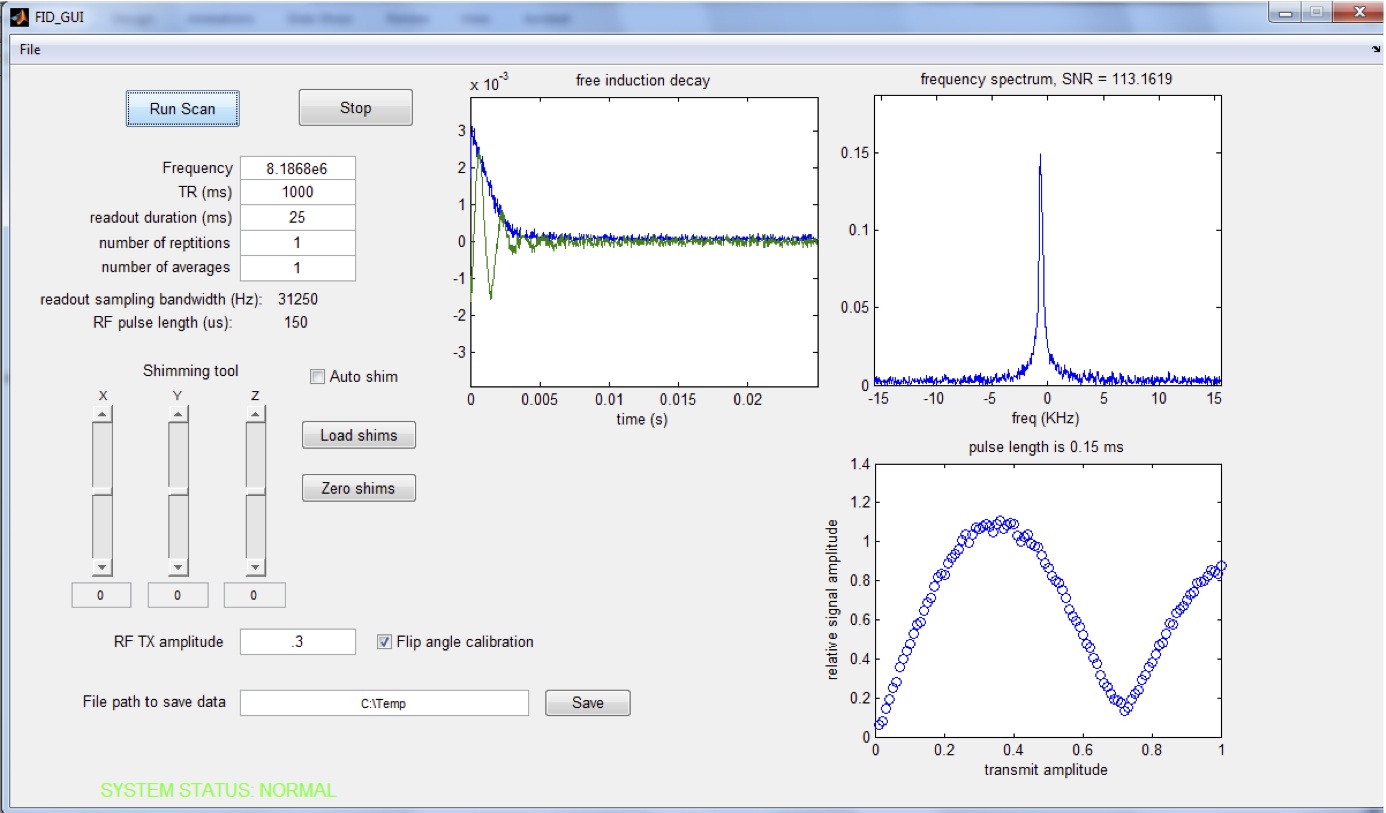 FID_GUI
File
Run Scan
Stop
Frequency 8.1868e6
TR (ms) 1000
readout duration (ms) 25
number of reptitions 1
number of averages 1
readout sampling bandwidth (Hz): 31250
RF pulse length (us): 150
Shimming tool
Auto shim
X Y Z
Load shims
Zero shims
0 0 0
RF TX amplitude .3
Flip angle calibration
File path to save data C:\Temp
Save
SYSTEM STATUS: NORMAL
x 10-3
free induction decay
3
2
1
0
-1
-2
-3
0 0.005 0.01 0.015 0.02
time (s)
frequency spectrum, SNR = 113.1619
0.15
0.1
0.05
0
-15 -10 -5 0 5 10 15
freq (KHz)
pulse length is 0.15 ms
relative signal amplitude
1.4
1.2
1
0.8
0.6
0.4
0.2
0
0 0.2 0.4 0.6 0.8 1
transmit amplitude